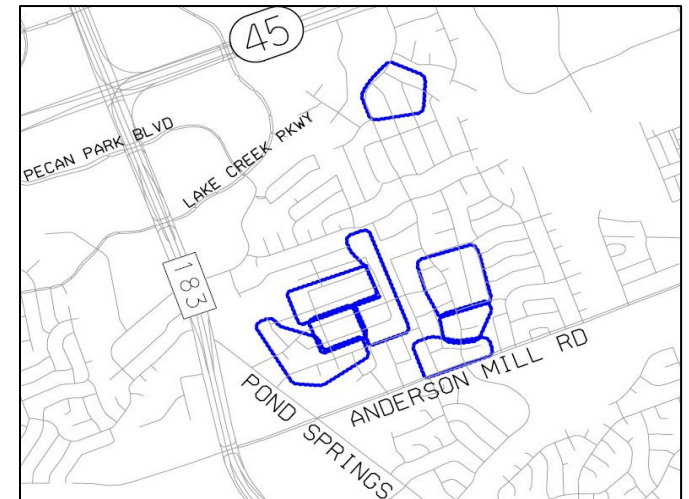 45
PECAN PARK BLVD
LAKE CREEK PKWY
183
POND SPRINGS
ANDERSON MILL RD